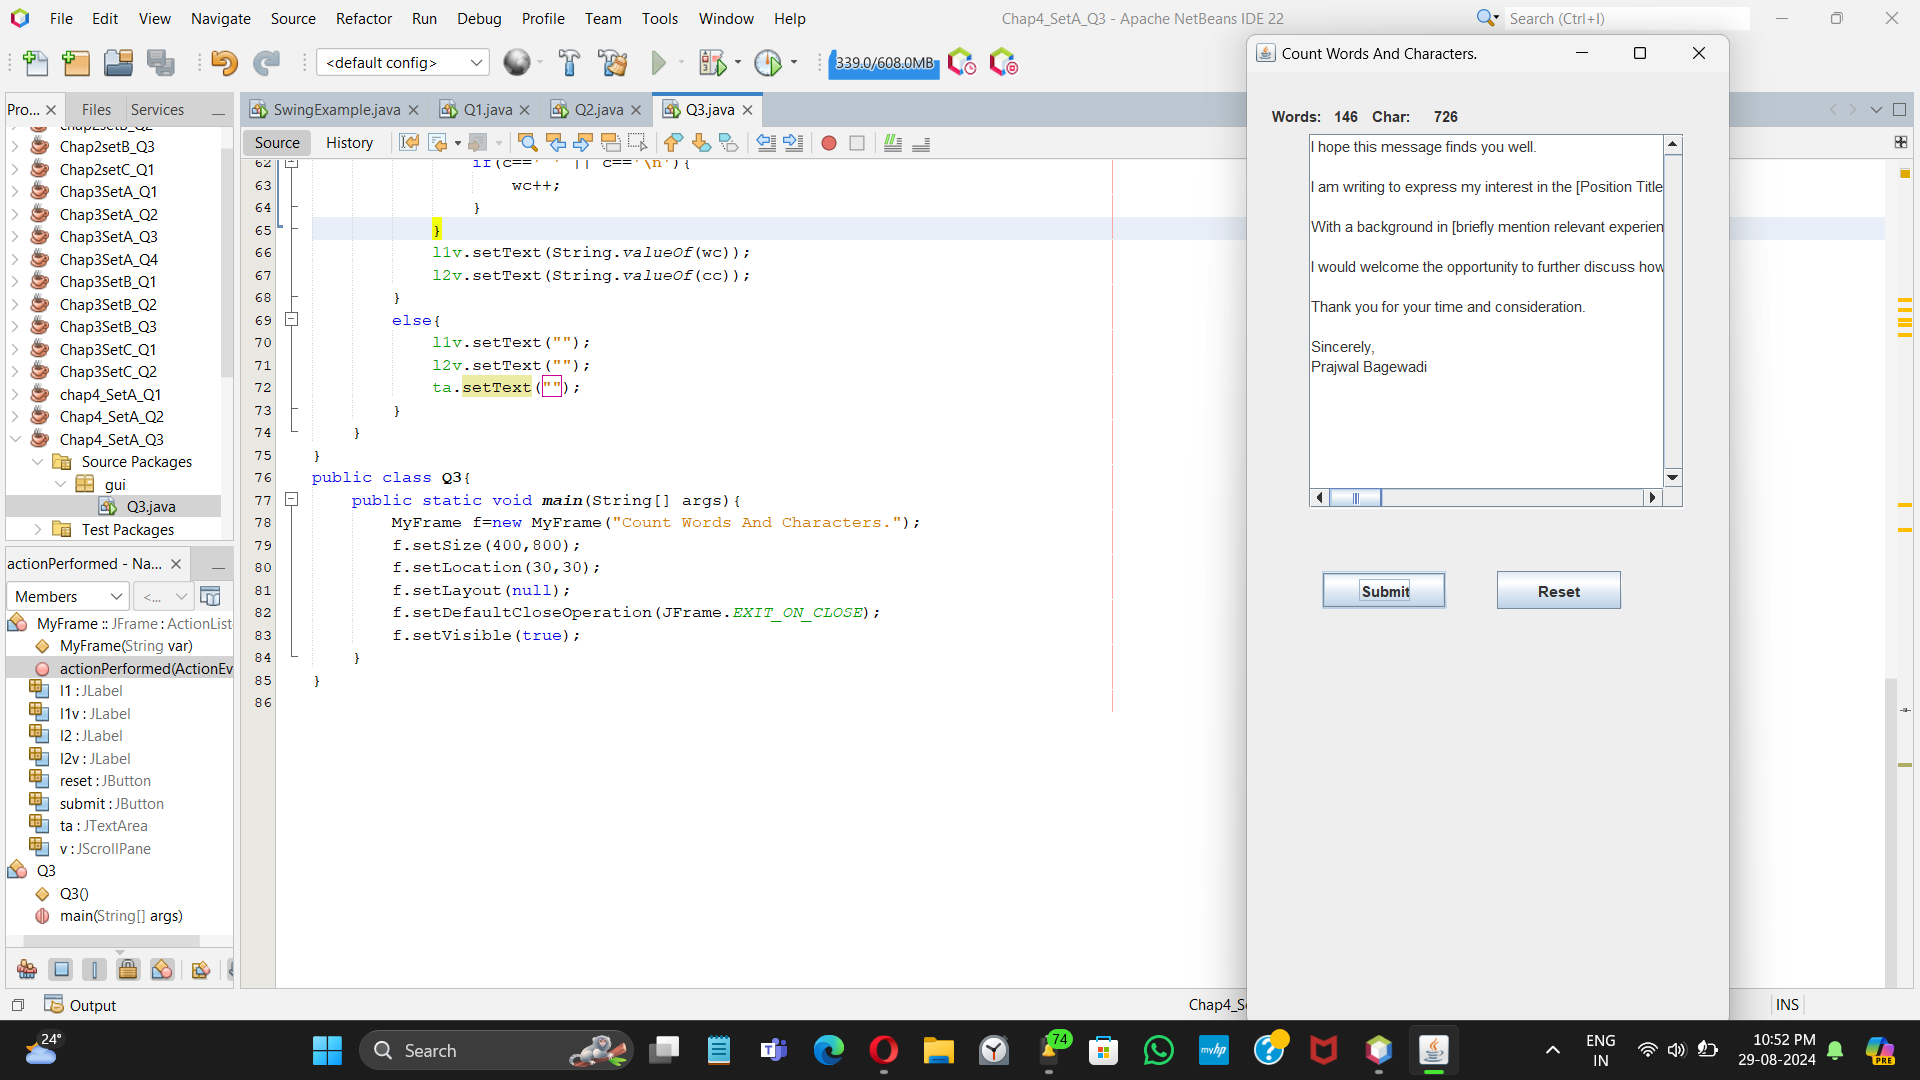 File Edit View Navigate Source Refactor Run Debug Profile Team Tools Window Help
Chap4_SetA_Q3 - Apache NetBeans IDE 22
Search (Ctrl+I)
<default config>
339.0/608.0MB
Pro... Files Services
SwingExample.java Q1.java Q2.java Q3.java
Source History
chap2setB_Q2
Chap2setB_Q3
Chap2setC_Q1
Chap3SetA_Q1
Chap3SetA_Q2
Chap3SetA_Q3
Chap3SetA_Q4
Chap3SetB_Q1
Chap3SetB_Q2
Chap3SetB_Q3
Chap3SetC_Q1
Chap3SetC_Q2
chap4_SetA_Q1
Chap4_SetA_Q2
Chap4_SetA_Q3
Source Packages
gui
Q3.java
Test Packages
actionPerformed - Na...
Members <...
MyFrame :: JFrame : ActionList
MyFrame(String var)
actionPerformed(ActionEv
l1 : JLabel
l1v : JLabel
l2 : JLabel
l2v : JLabel
reset : JButton
submit : JButton
ta : JTextArea
v : JScrollPane
Q3
Q3()
main(String[] args)
62 if(c==' ' || c=='\n'){
63 wc++;
64 }
65 }
66 l1v.setText(String.valueOf(wc));
67 l2v.setText(String.valueOf(cc));
68 }
69 else{
70 l1v.setText("");
71 l2v.setText("");
72 ta.setText("");
73 }
74 }
75 }
76 public class Q3{
77 public static void main(String[] args){
78 MyFrame f=new MyFrame("Count Words And Characters.");
79 f.setSize(400,800);
80 f.setLocation(30,30);
81 f.setLayout(null);
82 f.setDefaultCloseOperation(JFrame.EXIT_ON_CLOSE);
83 f.setVisible(true);
84 }
85 }
86
Count Words And Characters.
Words: 146 Char: 726
I hope this message finds you well.
I am writing to express my interest in the [Position Title
With a background in [briefly mention relevant experien
I would welcome the opportunity to further discuss how
Thank you for your time and consideration.
Sincerely,
Prajwal Bagewadi
Submit Reset
Output
Chap4_Se
INS
24°
Search
74
myhp
ENG
IN
10:52 PM
29-08-2024
PRE